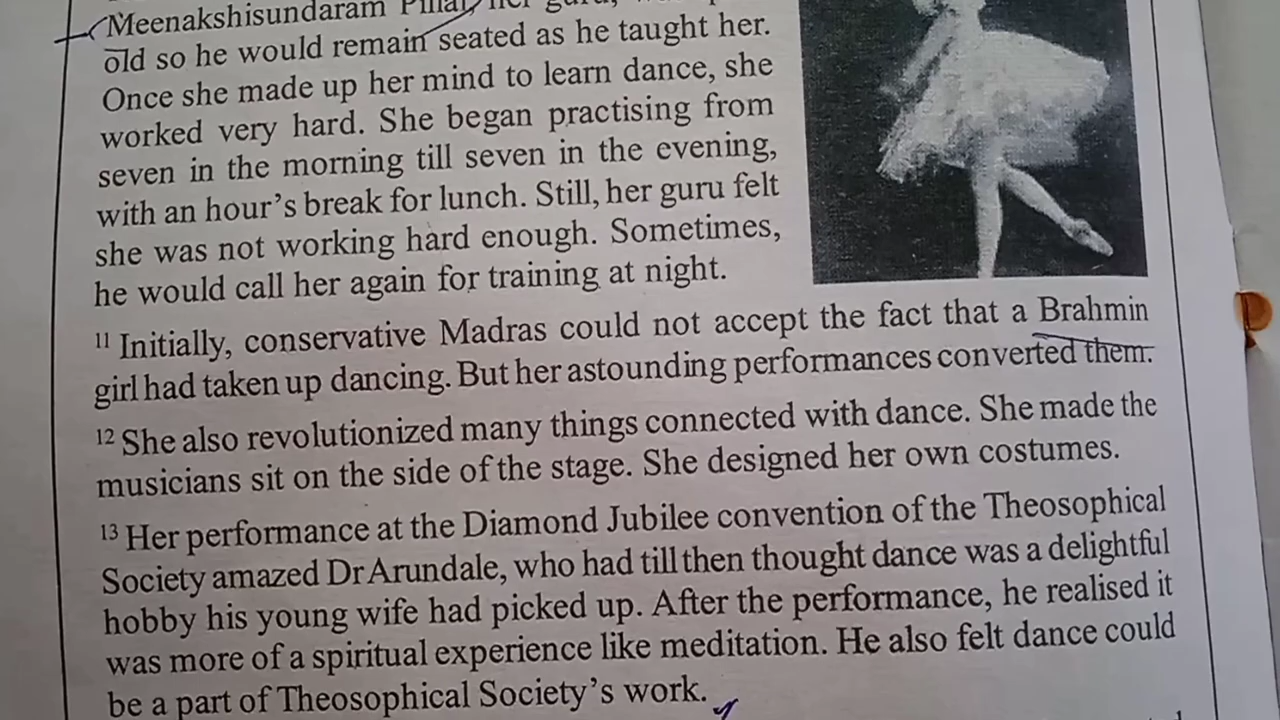 Meenakshisundaram Pillai, her guru,
old so he would remain seated as he taught her.
Once she made up her mind to learn dance, she
worked very hard. She began practising from
seven in the morning till seven in the evening,
with an hour's break for lunch. Still, her guru felt
she was not working hard enough. Sometimes,
he would call her again for training at night.
11 Initially, conservative Madras could not accept the fact that a Brahmin
girl had taken up dancing. But her astounding performances converted them.
12 She also revolutionized many things connected with dance. She made the
musicians sit on the side of the stage. She designed her own costumes.
13 Her performance at the Diamond Jubilee convention of the Theosophical
Society amazed Dr Arundale, who had till then thought dance was a delightful
hobby his young wife had picked up. After the performance, he realised it
was more of a spiritual experience like meditation. He also felt dance could
be a part of Theosophical Society's work.